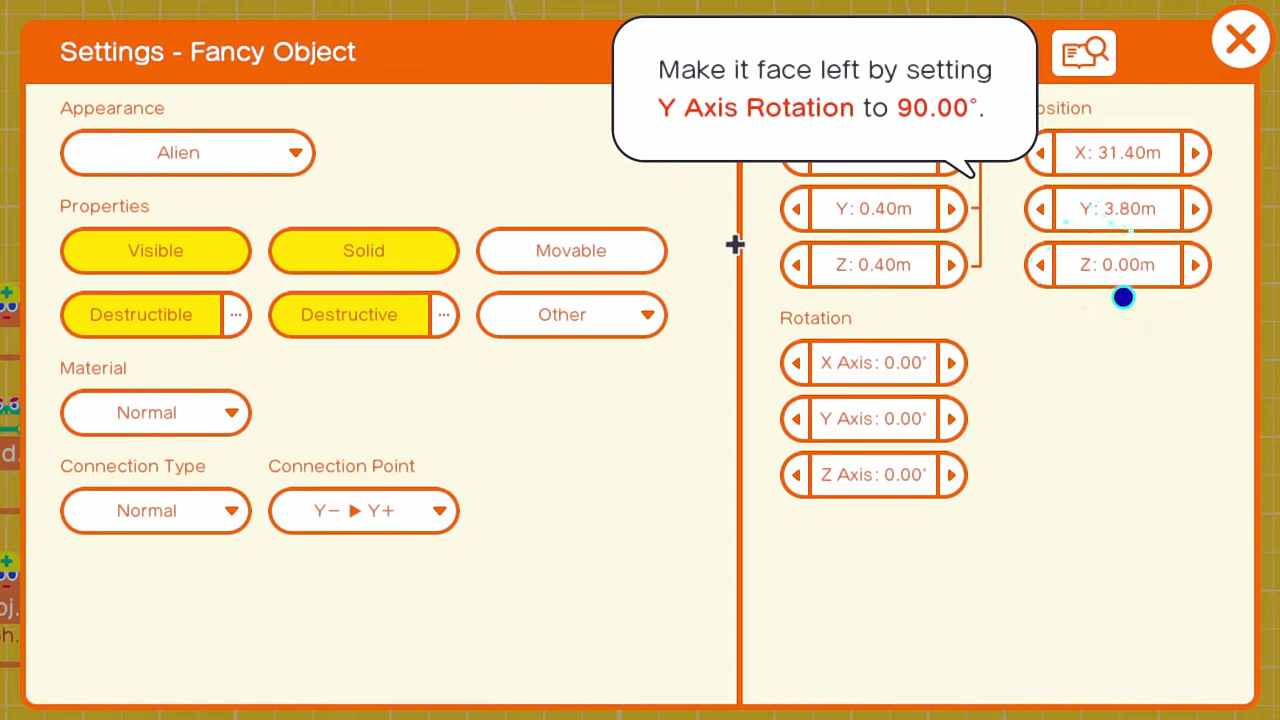 Settings - Fancy Object
Make it face left by setting
Y Axis Rotation to 90.00°.
Appearance
Alien
Properties
Visible
Solid
Movable
Destructible
...
Destructive
...
Other
Material
Normal
Connection Type
Connection Point
Normal
Y− ▶ Y+
Y: 0.40m
Z: 0.40m
Rotation
X Axis: 0.00°
Y Axis: 0.00°
Z Axis: 0.00°
osition
X: 31.40m
Y: 3.80m
Z: 0.00m
d.
oj.
h.